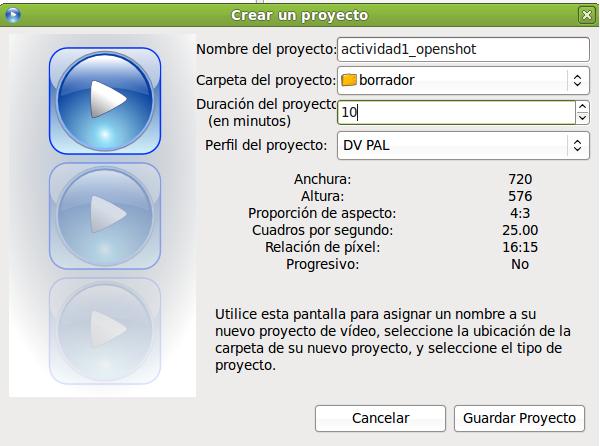 Crear un proyecto
Nombre del proyecto: actividad1_openshot
Carpeta del proyecto: borrador
Duración del proyecto
(en minutos) 10
Perfil del proyecto: DV PAL
Anchura: 720
Altura: 576
Proporción de aspecto: 4:3
Cuadros por segundo: 25.00
Relación de píxel: 16:15
Progresivo: No
Utilice esta pantalla para asignar un nombre a su
nuevo proyecto de vídeo, seleccione la ubicación de la
carpeta de su nuevo proyecto, y seleccione el tipo de
proyecto.
Cancelar Guardar Proyecto